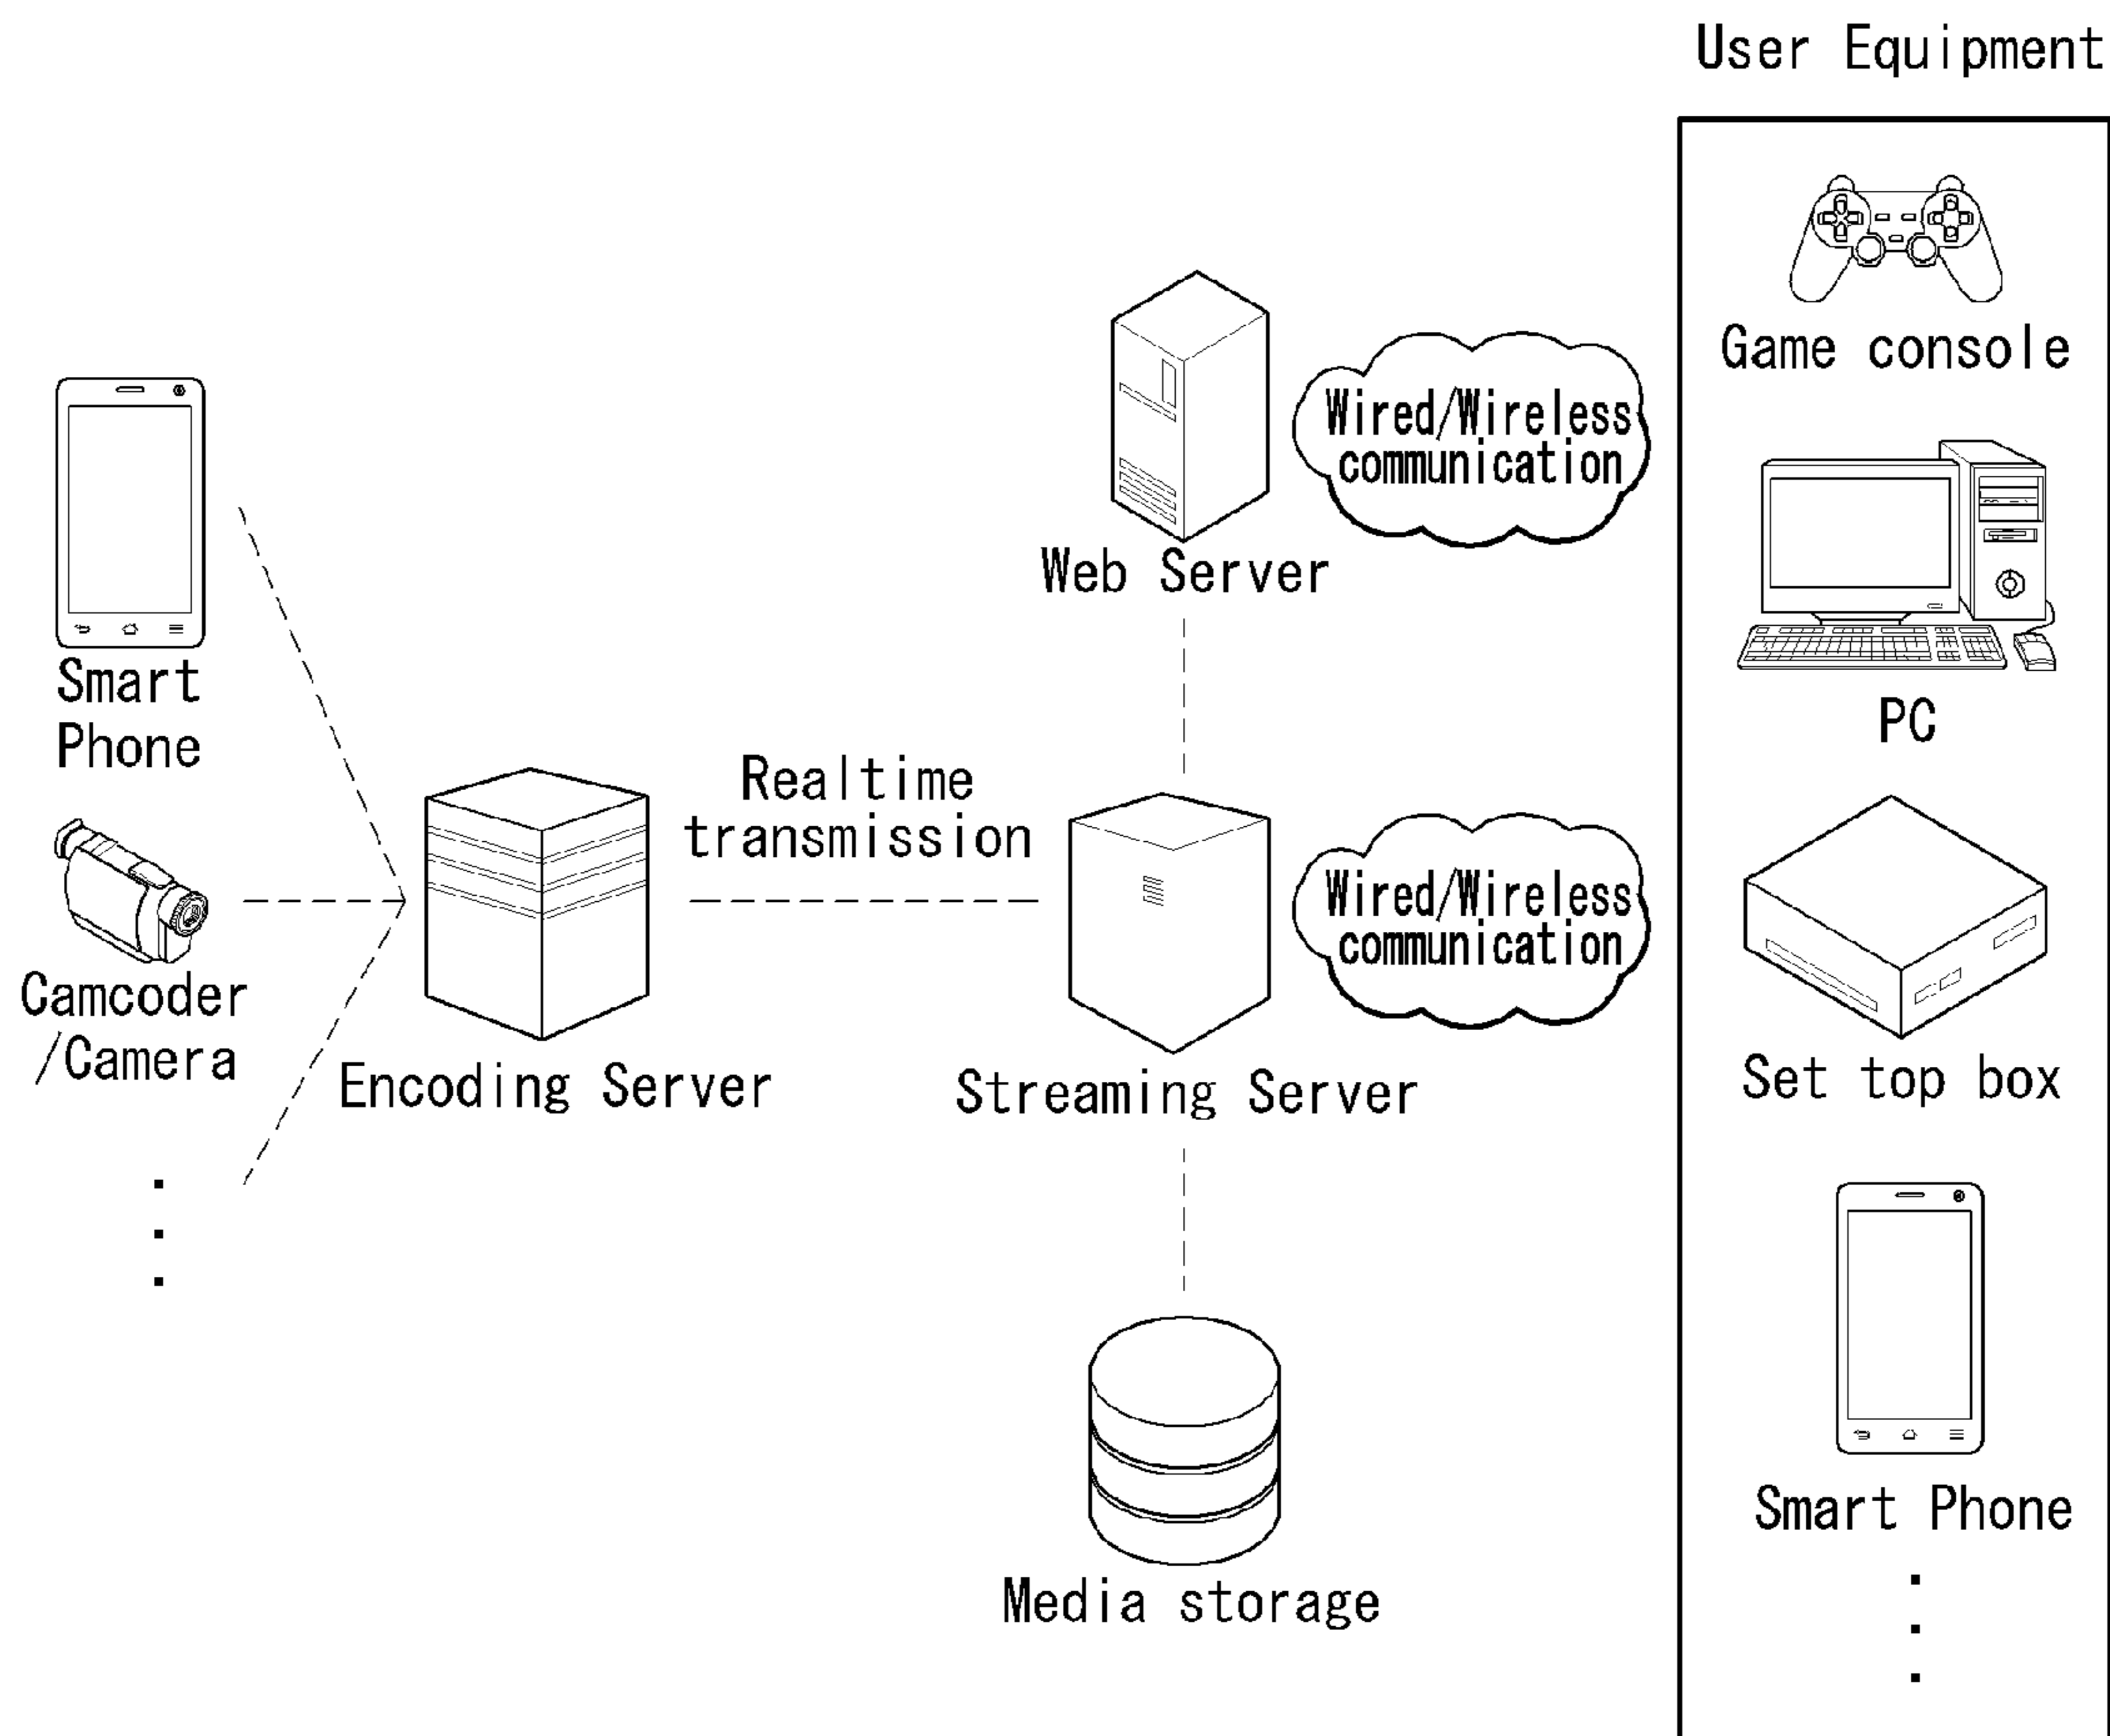 User Equipment
Game console
Wired/Wireless
communication
Web Server
Smart
Phone
PC
Realtime
transmission
Wired/Wireless
communication
Camcoder
/Camera
Encoding Server
Streaming Server
Set top box
Smart Phone
Media storage